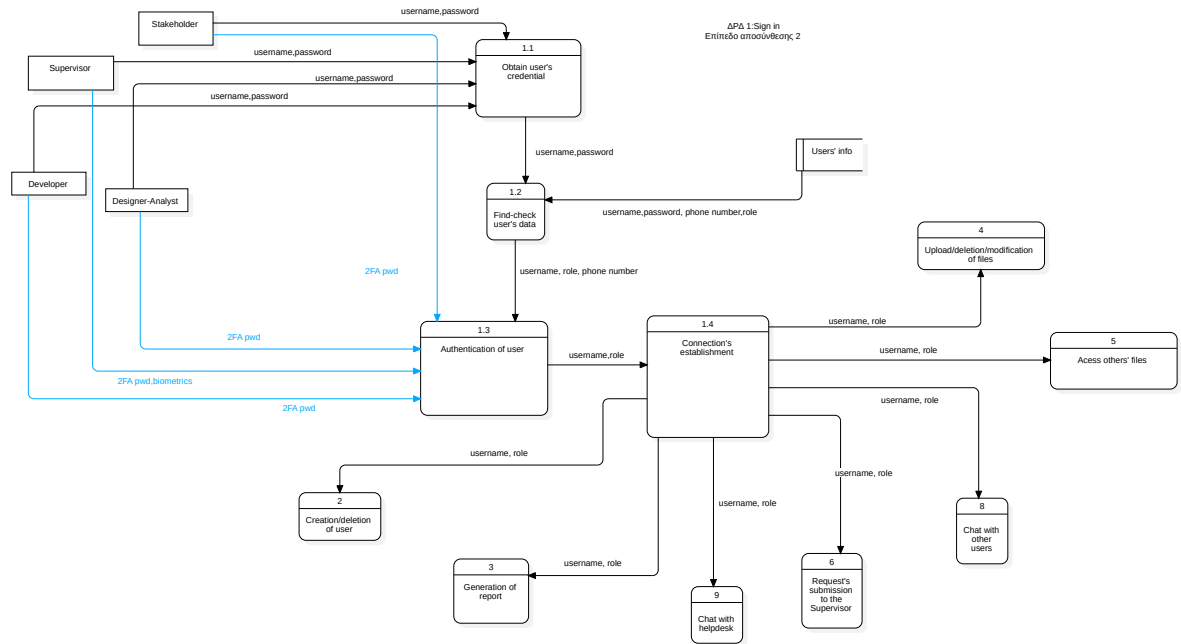 username,password
ΔΡΔ 1:Sign in
Επίπεδο αποσύνθεσης 2
Stakeholder
1.1
Obtain user's
credential
username,password
Supervisor
username,password
username,password
username,password
Users' info
Developer
Designer-Analyst
1.2
Find-check
user's data
username,password, phone number,role
4
Upload/deletion/modification
of files
2FA pwd
username, role, phone number
1.3
Authentication of user
1.4
Connection's
establishment
username, role
2FA pwd
username,role
username, role
5
Acess others' files
2FA pwd,biometrics
2FA pwd
username, role
username, role
username, role
username, role
2
Creation/deletion
of user
8
Chat with
other
users
username, role
3
Generation of
report
6
Request's
submission
to the
Supervisor
9
Chat with
helpdesk